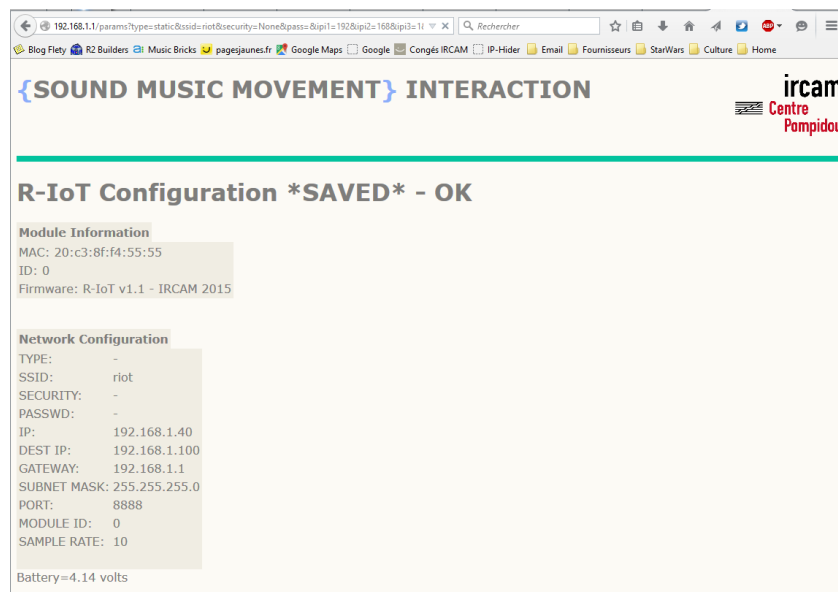 192.168.1.1/params?type=static&ssid=riot&security=None&pass=&ipi1=192&ipi2=168&ipi3=1&
Rechercher
ABP
Blog Flety R2 Builders Music Bricks pagesjaunes.fr Google Maps Google Congés IRCAM IP-Hider Email Fournisseurs StarWars Culture Home
{SOUND MUSIC MOVEMENT} INTERACTION
ircam
Centre
Pompidou
R-IoT Configuration *SAVED* - OK
Module Information
MAC: 20:c3:8f:f4:55:55
ID: 0
Firmware: R-IoT v1.1 - IRCAM 2015
Network Configuration
TYPE: -
SSID: riot
SECURITY: -
PASSWD: -
IP: 192.168.1.40
DEST IP: 192.168.1.100
GATEWAY: 192.168.1.1
SUBNET MASK: 255.255.255.0
PORT: 8888
MODULE ID: 0
SAMPLE RATE: 10
Battery=4.14 volts